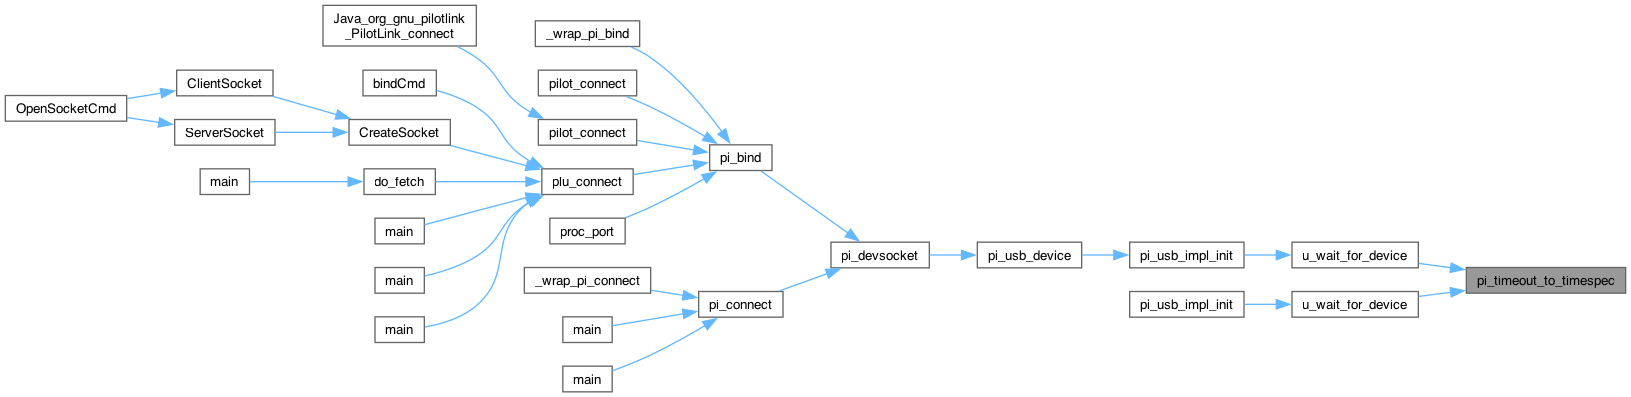 Java_org_gnu_pilotlink
_PilotLink_connect
_wrap_pi_bind
ClientSocket
bindCmd
pilot_connect
OpenSocketCmd
ServerSocket
CreateSocket
pilot_connect
pi_bind
main
do_fetch
plu_connect
main
proc_port
pi_devsocket
pi_usb_device
pi_usb_impl_init
u_wait_for_device
main
_wrap_pi_connect
pi_timeout_to_timespec
pi_connect
pi_usb_impl_init
u_wait_for_device
main
main
main